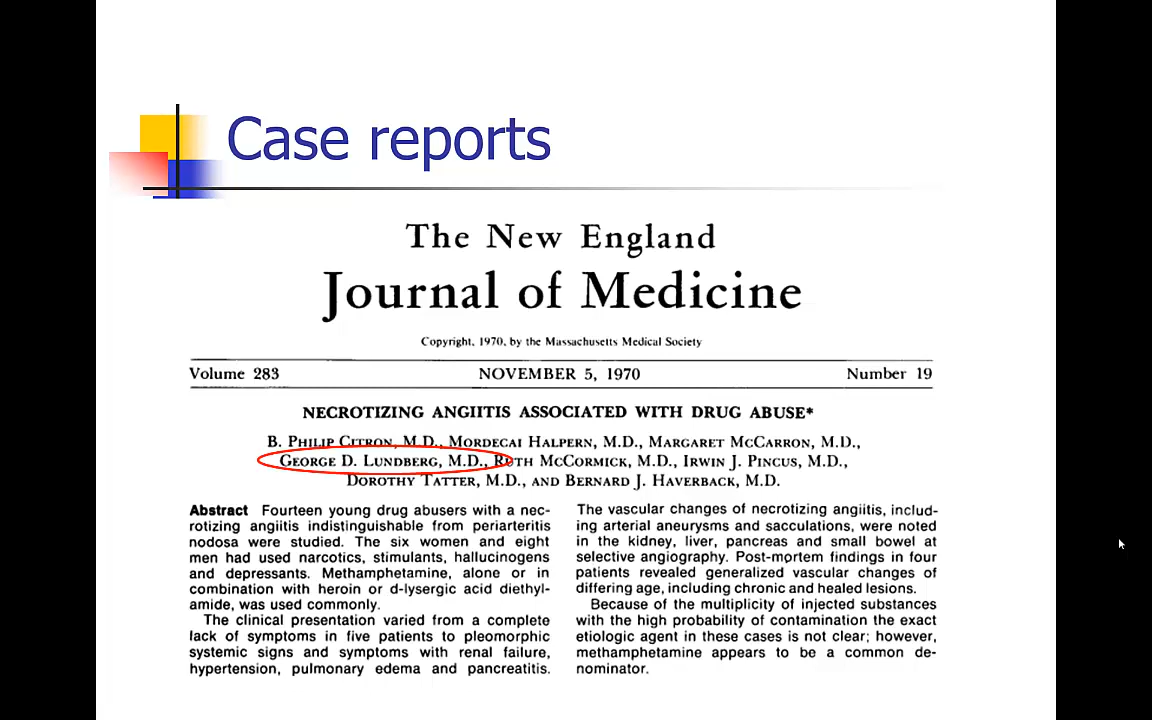 Case reports
The New England
Journal of Medicine
Copyright, 1970, by the Massachusetts Medical Society
Volume 283 NOVEMBER 5, 1970 Number 19
NECROTIZING ANGIITIS ASSOCIATED WITH DRUG ABUSE*
B. PHILIP CITRON, M.D., MORDECAI HALPERN, M.D., MARGARET MCCARRON, M.D.,
GEORGE D. LUNDBERG, M.D., RUTH MCCORMICK, M.D., IRWIN J. PINCUS, M.D.,
DOROTHY TATTER, M.D., AND BERNARD J. HAVERBACK, M.D.
Abstract Fourteen young drug abusers with a nec-
rotizing angiitis indistinguishable from periarteritis
nodosa were studied. The six women and eight
men had used narcotics, stimulants, hallucinogens
and depressants. Methamphetamine, alone or in
combination with heroin or d-lysergic acid diethyl-
amide, was used commonly.
The clinical presentation varied from a complete
lack of symptoms in five patients to pleomorphic
systemic signs and symptoms with renal failure,
hypertension, pulmonary edema and pancreatitis.
The vascular changes of necrotizing angiitis, includ-
ing arterial aneurysms and sacculations, were noted
in the kidney, liver, pancreas and small bowel at
selective angiography. Post-mortem findings in four
patients revealed generalized vascular changes of
differing age, including chronic and healed lesions.
Because of the multiplicity of injected substances
with the high probability of contamination the exact
etiologic agent in these cases is not clear; however,
methamphetamine appears to be a common de-
nominator.